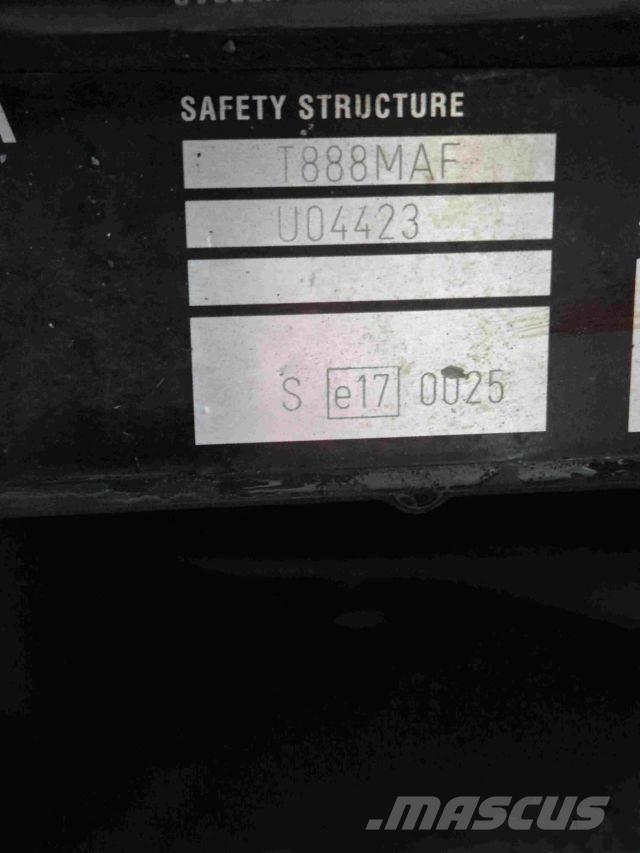 SAFETY STRUCTURE
T888MAF
U04423
S e17 0025
MASCUS